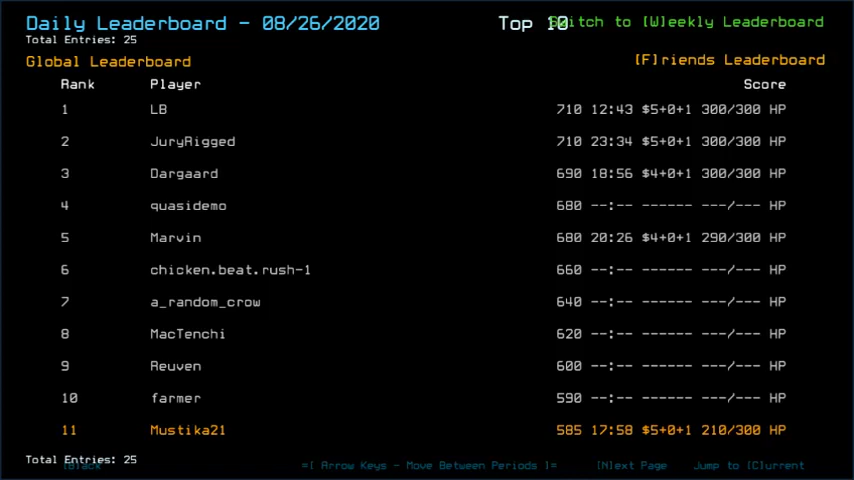 Daily Leaderboard - 08/26/2020 Top 10 Switch to [W]eekly Leaderboard
Total Entries: 25
Global Leaderboard [F]riends Leaderboard
Rank Player Score
1 LB 710 12:43 $5+0+1 300/300 HP
2 JuryRigged 710 23:34 $5+0+1 300/300 HP
3 Dargaard 690 18:56 $4+0+1 300/300 HP
4 quasidemo 680 --:-- ------ ---/--- HP
5 Marvin 680 20:26 $4+0+1 290/300 HP
6 chicken.beat.rush-1 660 --:-- ------ ---/--- HP
7 a_random_crow 640 --:-- ------ ---/--- HP
8 MacTenchi 620 --:-- ------ ---/--- HP
9 Reuven 600 --:-- ------ ---/--- HP
10 farmer 590 --:-- ------ ---/--- HP
11 Mustika21 585 17:58 $5+0+1 210/300 HP
Total Entries: 25
[B]ack =[ Arrow Keys - Move Between Periods ]= [N]ext Page Jump to [C]urrent